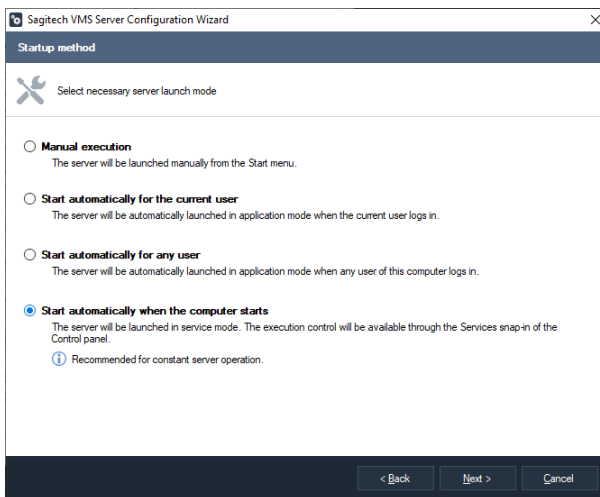 Sagitech VMS Server Configuration Wizard
Startup method
Select necessary server launch mode
Manual execution
The server will be launched manually from the Start menu.
Start automatically for the current user
The server will be automatically launched in application mode when the current user logs in.
Start automatically for any user
The server will be automatically launched in application mode when any user of this computer logs in.
Start automatically when the computer starts
The server will be launched in service mode. The execution control will be available through the Services snap-in of the
Control panel.
Recommended for constant server operation.
< Back Next > Cancel